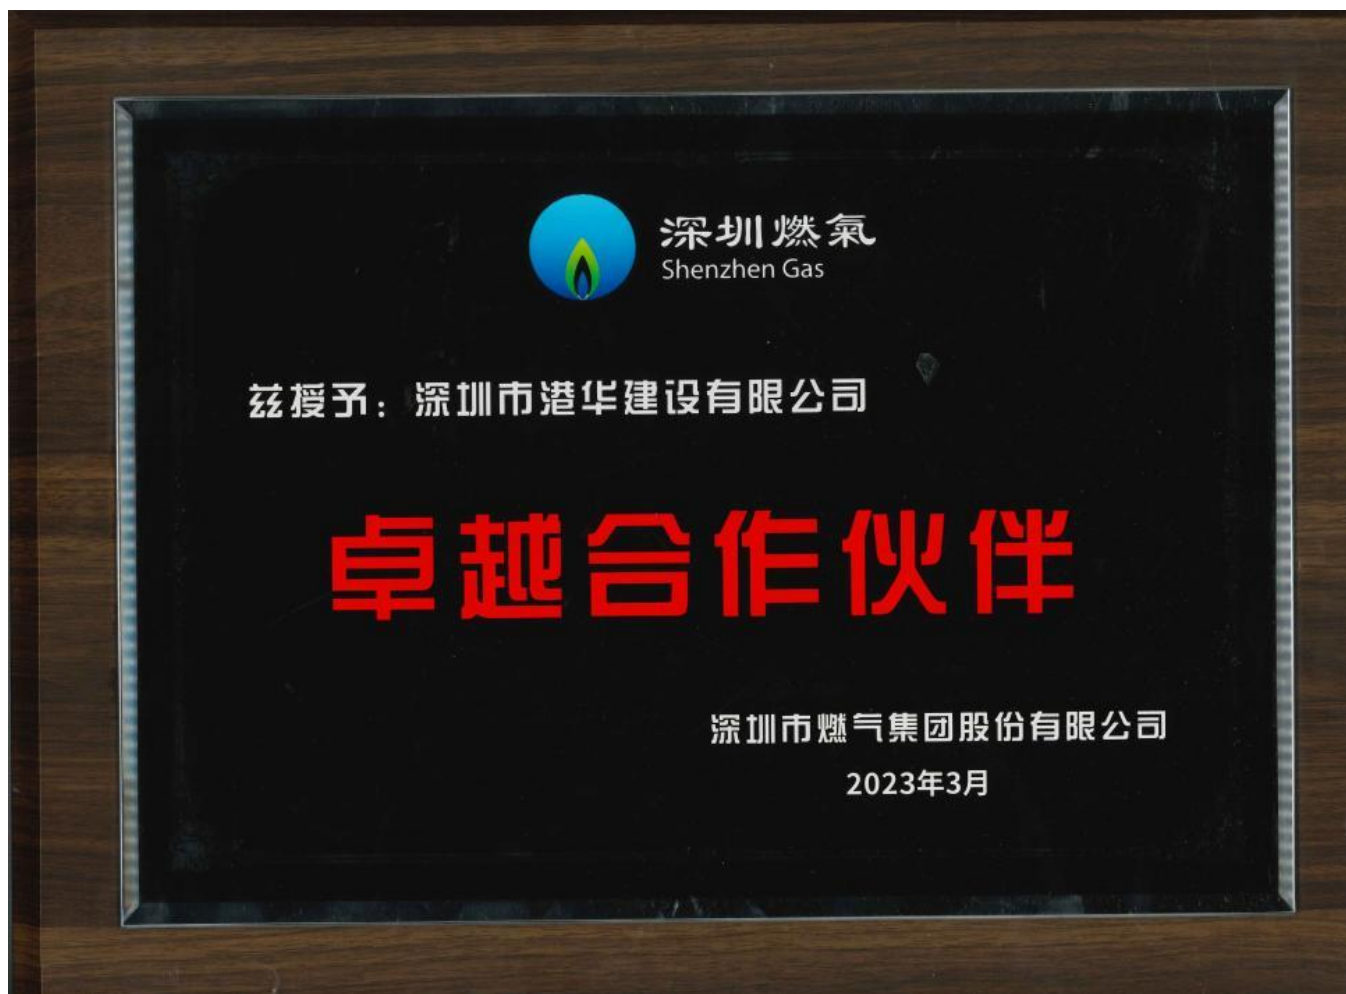 深圳燃氣
Shenzhen Gas
兹授予：深圳市港华建设有限公司
卓越合作伙伴
深圳市燃气集团股份有限公司
2023年3月